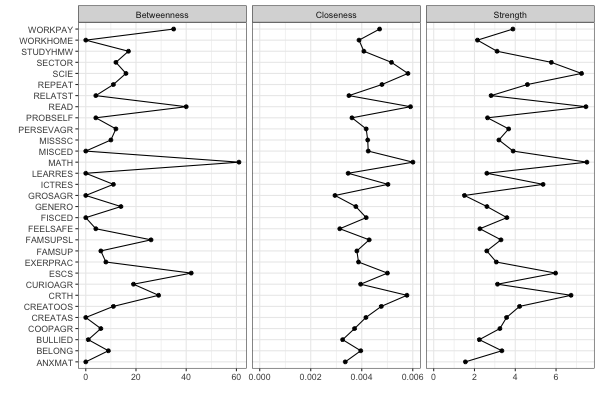 Betweenness Closeness Strength
WORKPAY
WORKHOME
STUDYHMW
SECTOR
SCIE
REPEAT
RELATST
READ
PROBSELF
PERSEVAGR
MISSSC
MISCED
MATH
LEARRES
ICTRES
GROSAGR
GENERO
FISCED
FEELSAFE
FAMSUPSL
FAMSUP
EXERPRAC
ESCS
CURIOAGR
CRTH
CREATOOS
CREATAS
COOPAGR
BULLIED
BELONG
ANXMAT
0 20 40 60 0.000 0.002 0.004 0.006 0 2 4 6